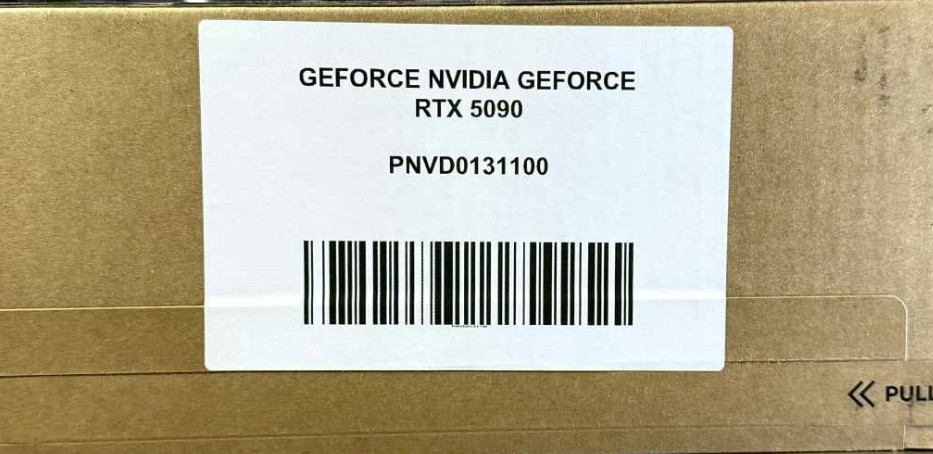 GEFORCE NVIDIA GEFORCE
RTX 5090
PNVD0131100
PULL